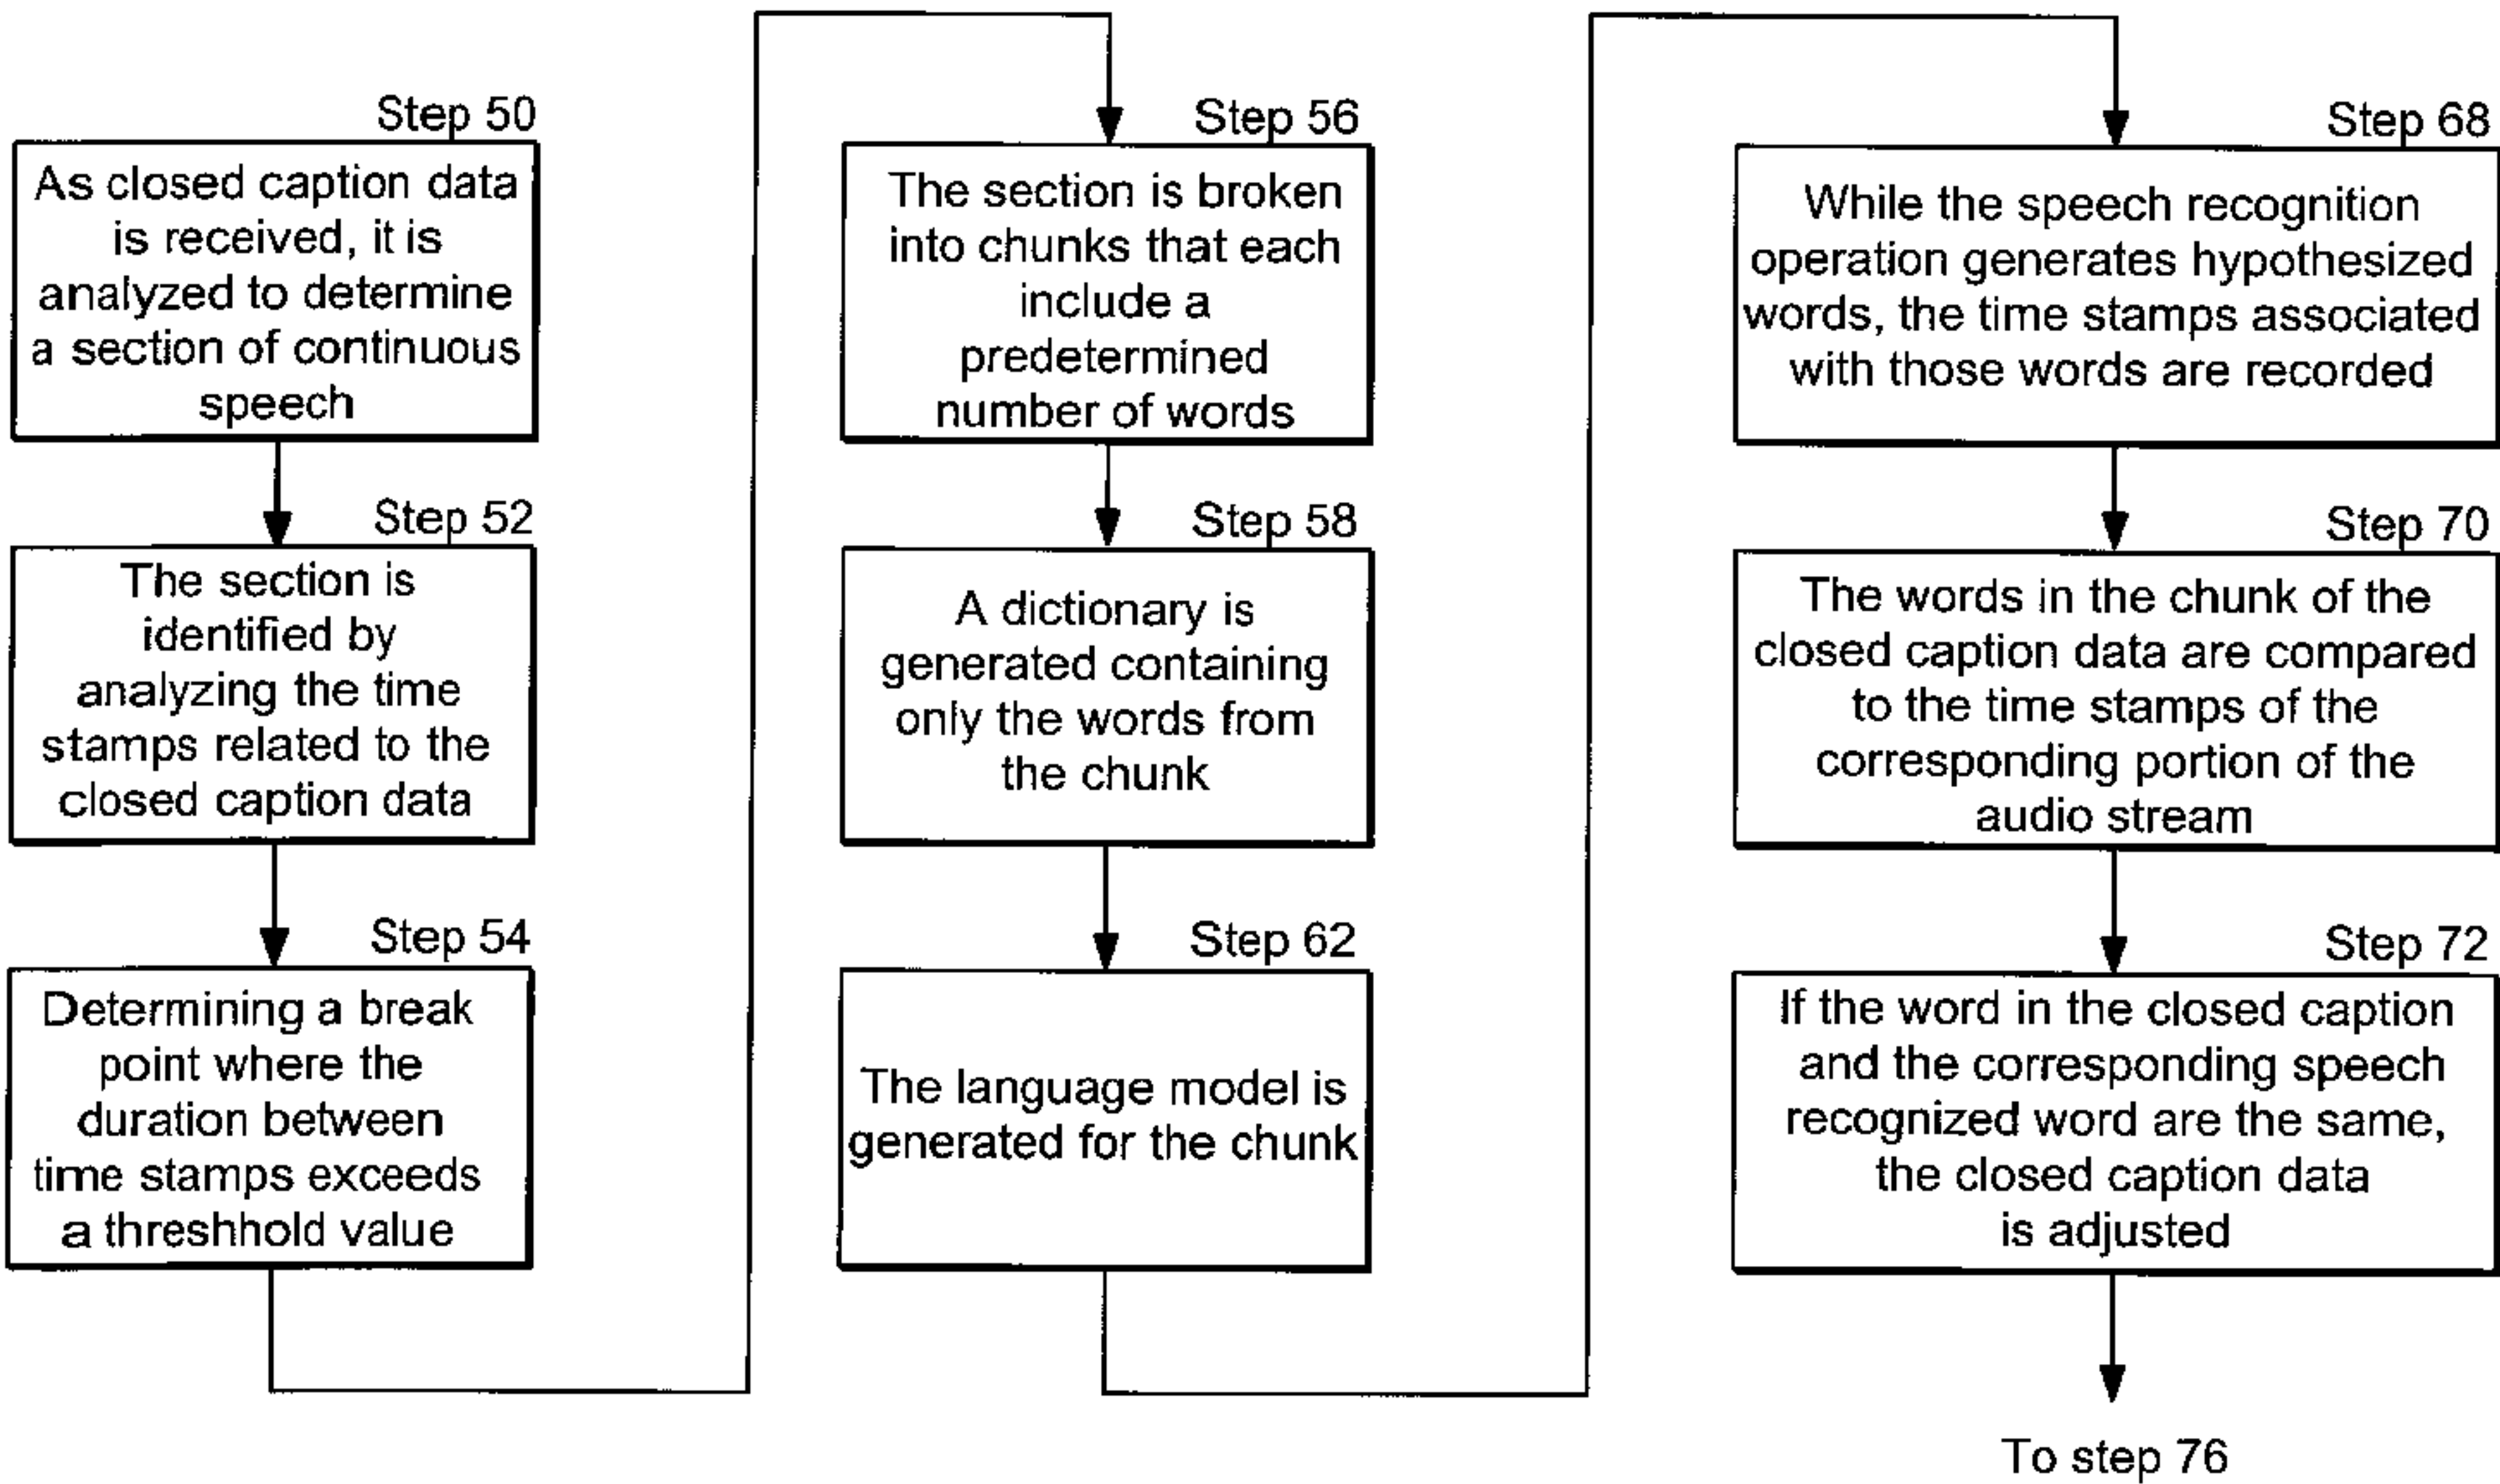 Step 50
As closed caption data
is received, it is
analyzed to determine
a section of continuous
speech
Step 52
The section is
identified by
analyzing the time
stamps related to the
closed caption data
Step 54
Determining a break
point where the
duration between
time stamps exceeds
a threshhold value
Step 56
The section is broken
into chunks that each
include a
predetermined
number of words
Step 58
A dictionary is
generated containing
only the words from
the chunk
Step 62
The language model is
generated for the chunk
Step 68
While the speech recognition
operation generates hypothesized
words, the time stamps associated
with those words are recorded
Step 70
The words in the chunk of the
closed caption data are compared
to the time stamps of the
corresponding portion of the
audio stream
Step 72
If the word in the closed caption
and the corresponding speech
recognized word are the same,
the closed caption data
is adjusted
To step 76